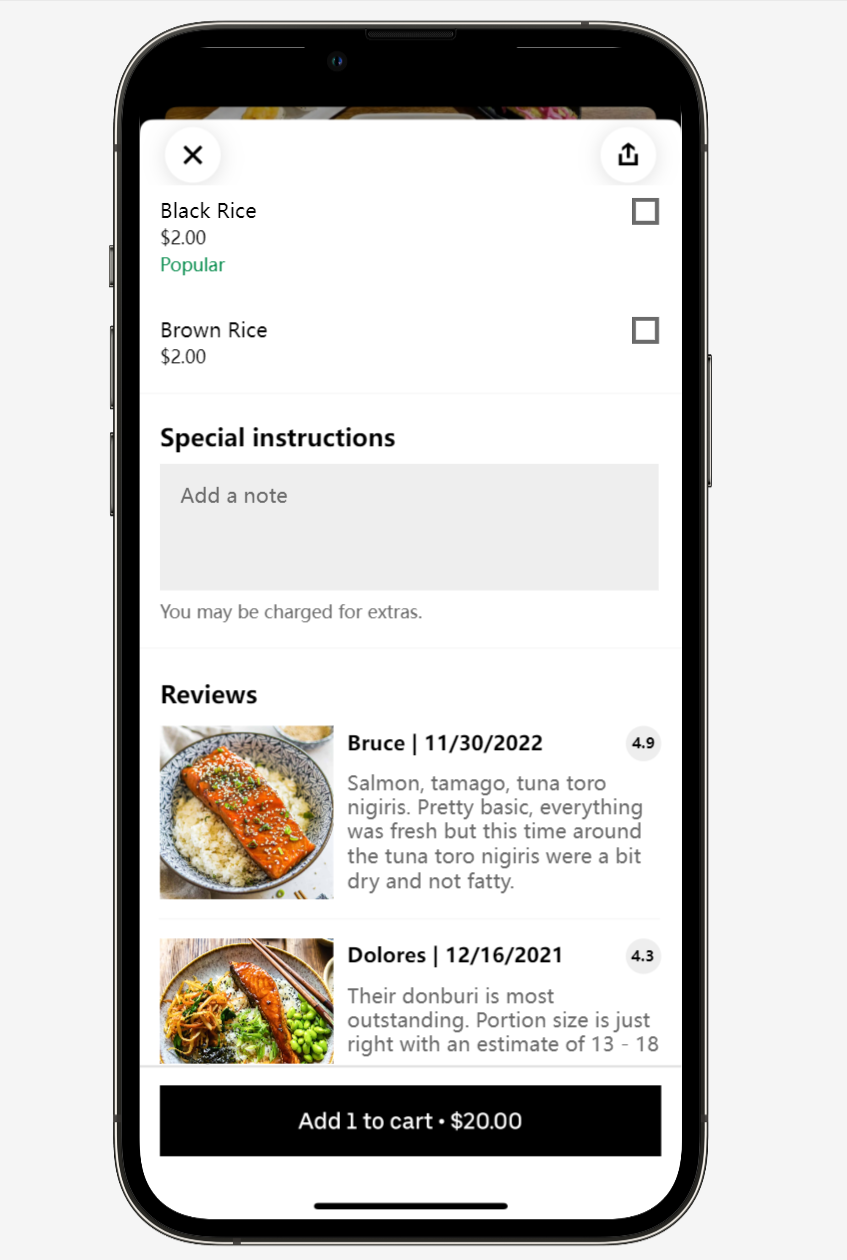 Black Rice
$2.00
Popular
Brown Rice
$2.00
Special instructions
Add a note
You may be charged for extras.
Reviews
Bruce | 11/30/2022
4.9
Salmon, tamago, tuna toro
nigiris. Pretty basic, everything
was fresh but this time around
the tuna toro nigiris were a bit
dry and not fatty.
Dolores | 12/16/2021
4.3
Their donburi is most
outstanding. Portion size is just
right with an estimate of 13 - 18
Add 1 to cart • $20.00